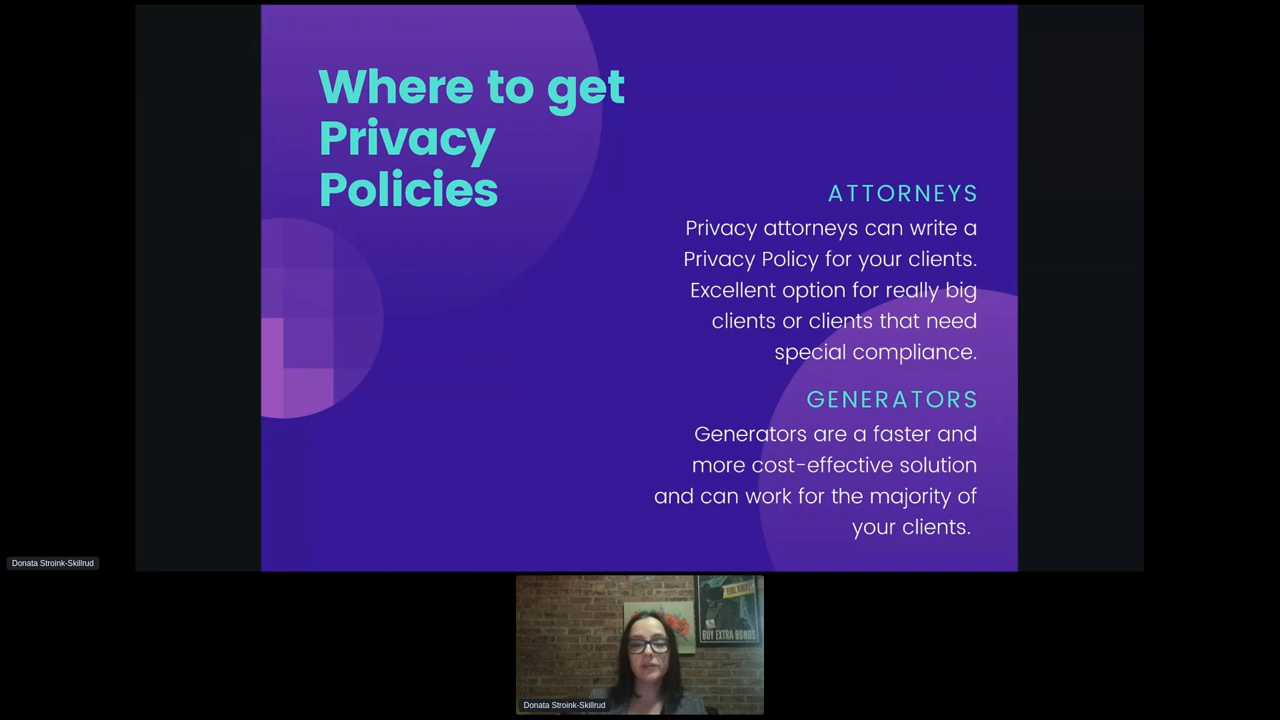 Where to get
Privacy
Policies
ATTORNEYS
Privacy attorneys can write a
Privacy Policy for your clients.
Excellent option for really big
clients or clients that need
special compliance.
GENERATORS
Generators are a faster and
more cost-effective solution
and can work for the majority of
your clients.
Donata Stroink-Skillrud
FIRE AWAY!
BUY EXTRA BONDS
Donata Stroink-Skillrud